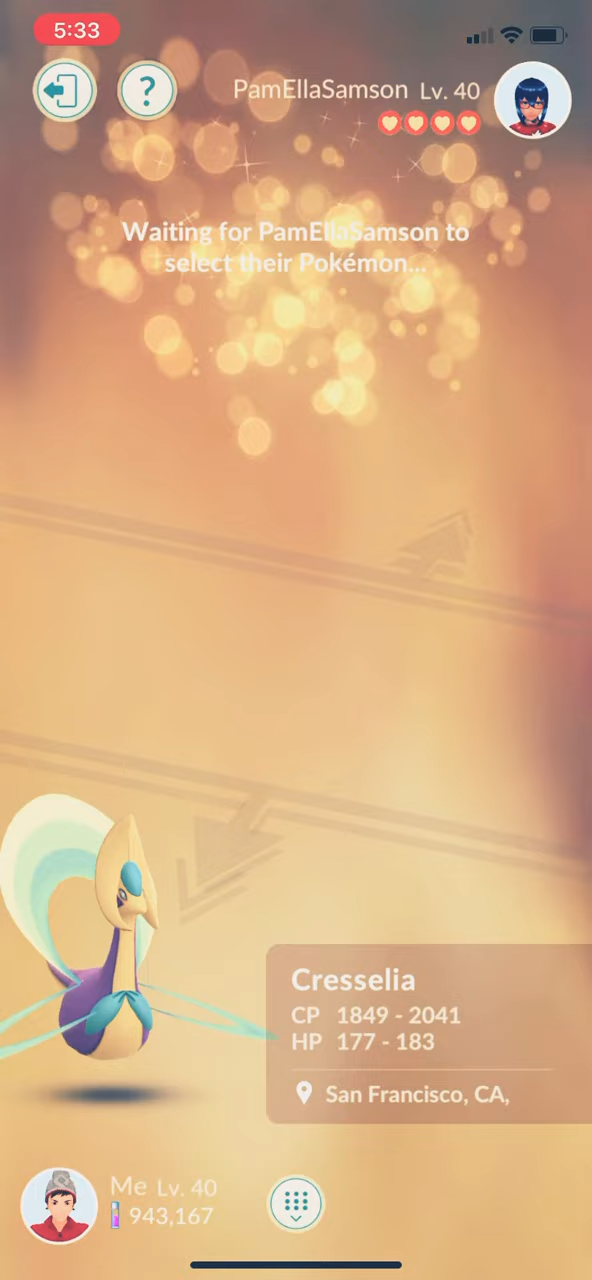 5:33
?
PamEllaSamson Lv. 40
Waiting for PamEllaSamson to
select their Pokémon...
Cresselia
CP 1849 - 2041
HP 177 - 183
San Francisco, CA,
Me Lv. 40
943,167